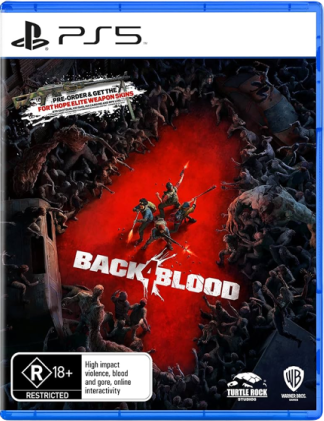 PS5
PRE-ORDER & GET THE
FORT HOPE ELITE WEAPON SKINS
BACK 4 BLOOD
R 18+
RESTRICTED
High impact
violence, blood
and gore, online
interactivity
TURTLE ROCK
STUDIOS
WB
WARNER BROS.
GAMES